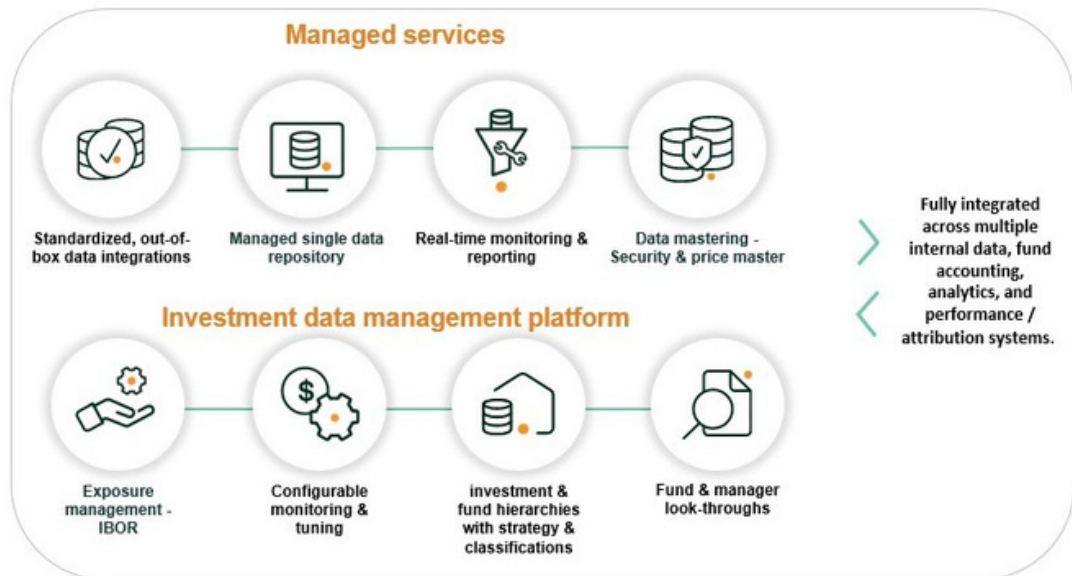 Managed services
Standardized, out-of-
box data integrations
Managed single data
repository
Real-time monitoring &
reporting
Data mastering -
Security & price master
Fully integrated
across multiple
internal data, fund
accounting,
analytics, and
performance /
attribution systems.
Investment data management platform
$
Exposure
management -
IBOR
Configurable
monitoring &
tuning
investment &
fund hierarchies
with strategy &
classifications
Fund & manager
look-throughs